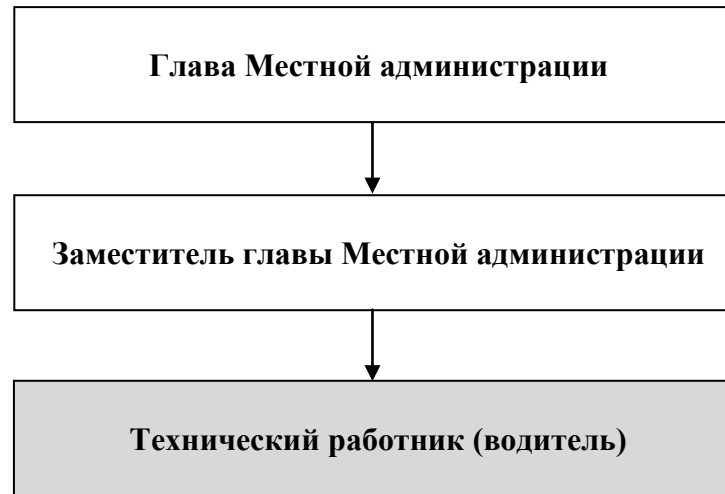 Глава Местной администрации
Заместитель главы Местной администрации
Технический работник (водитель)